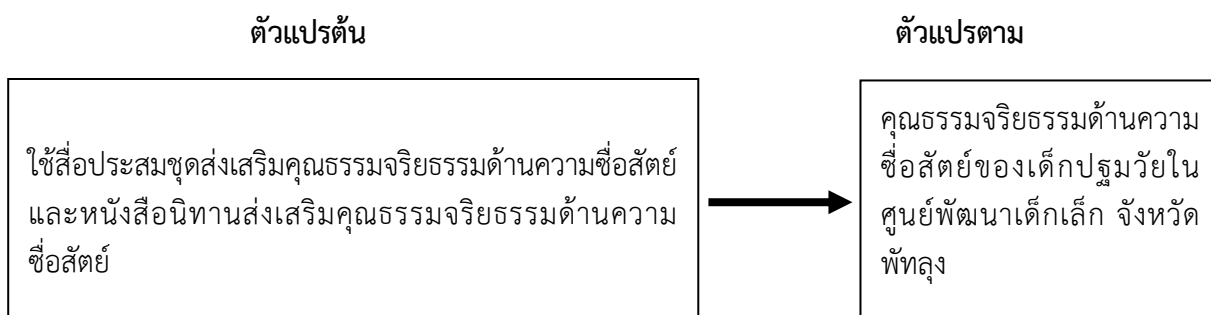 ตัวแปรต้น
ตัวแปรตาม
ใช้สื่อประสมชุดส่งเสริมคุณธรรมจริยธรรมด้านความซื่อสัตย์
และหนังสือนิทานส่งเสริมคุณธรรมจริยธรรมด้านความ
ซื่อสัตย์
คุณธรรมจริยธรรมด้านความ
ซื่อสัตย์ของเด็กปฐมวัยใน
ศูนย์พัฒนาเด็กเล็ก จังหวัด
พัทลุง